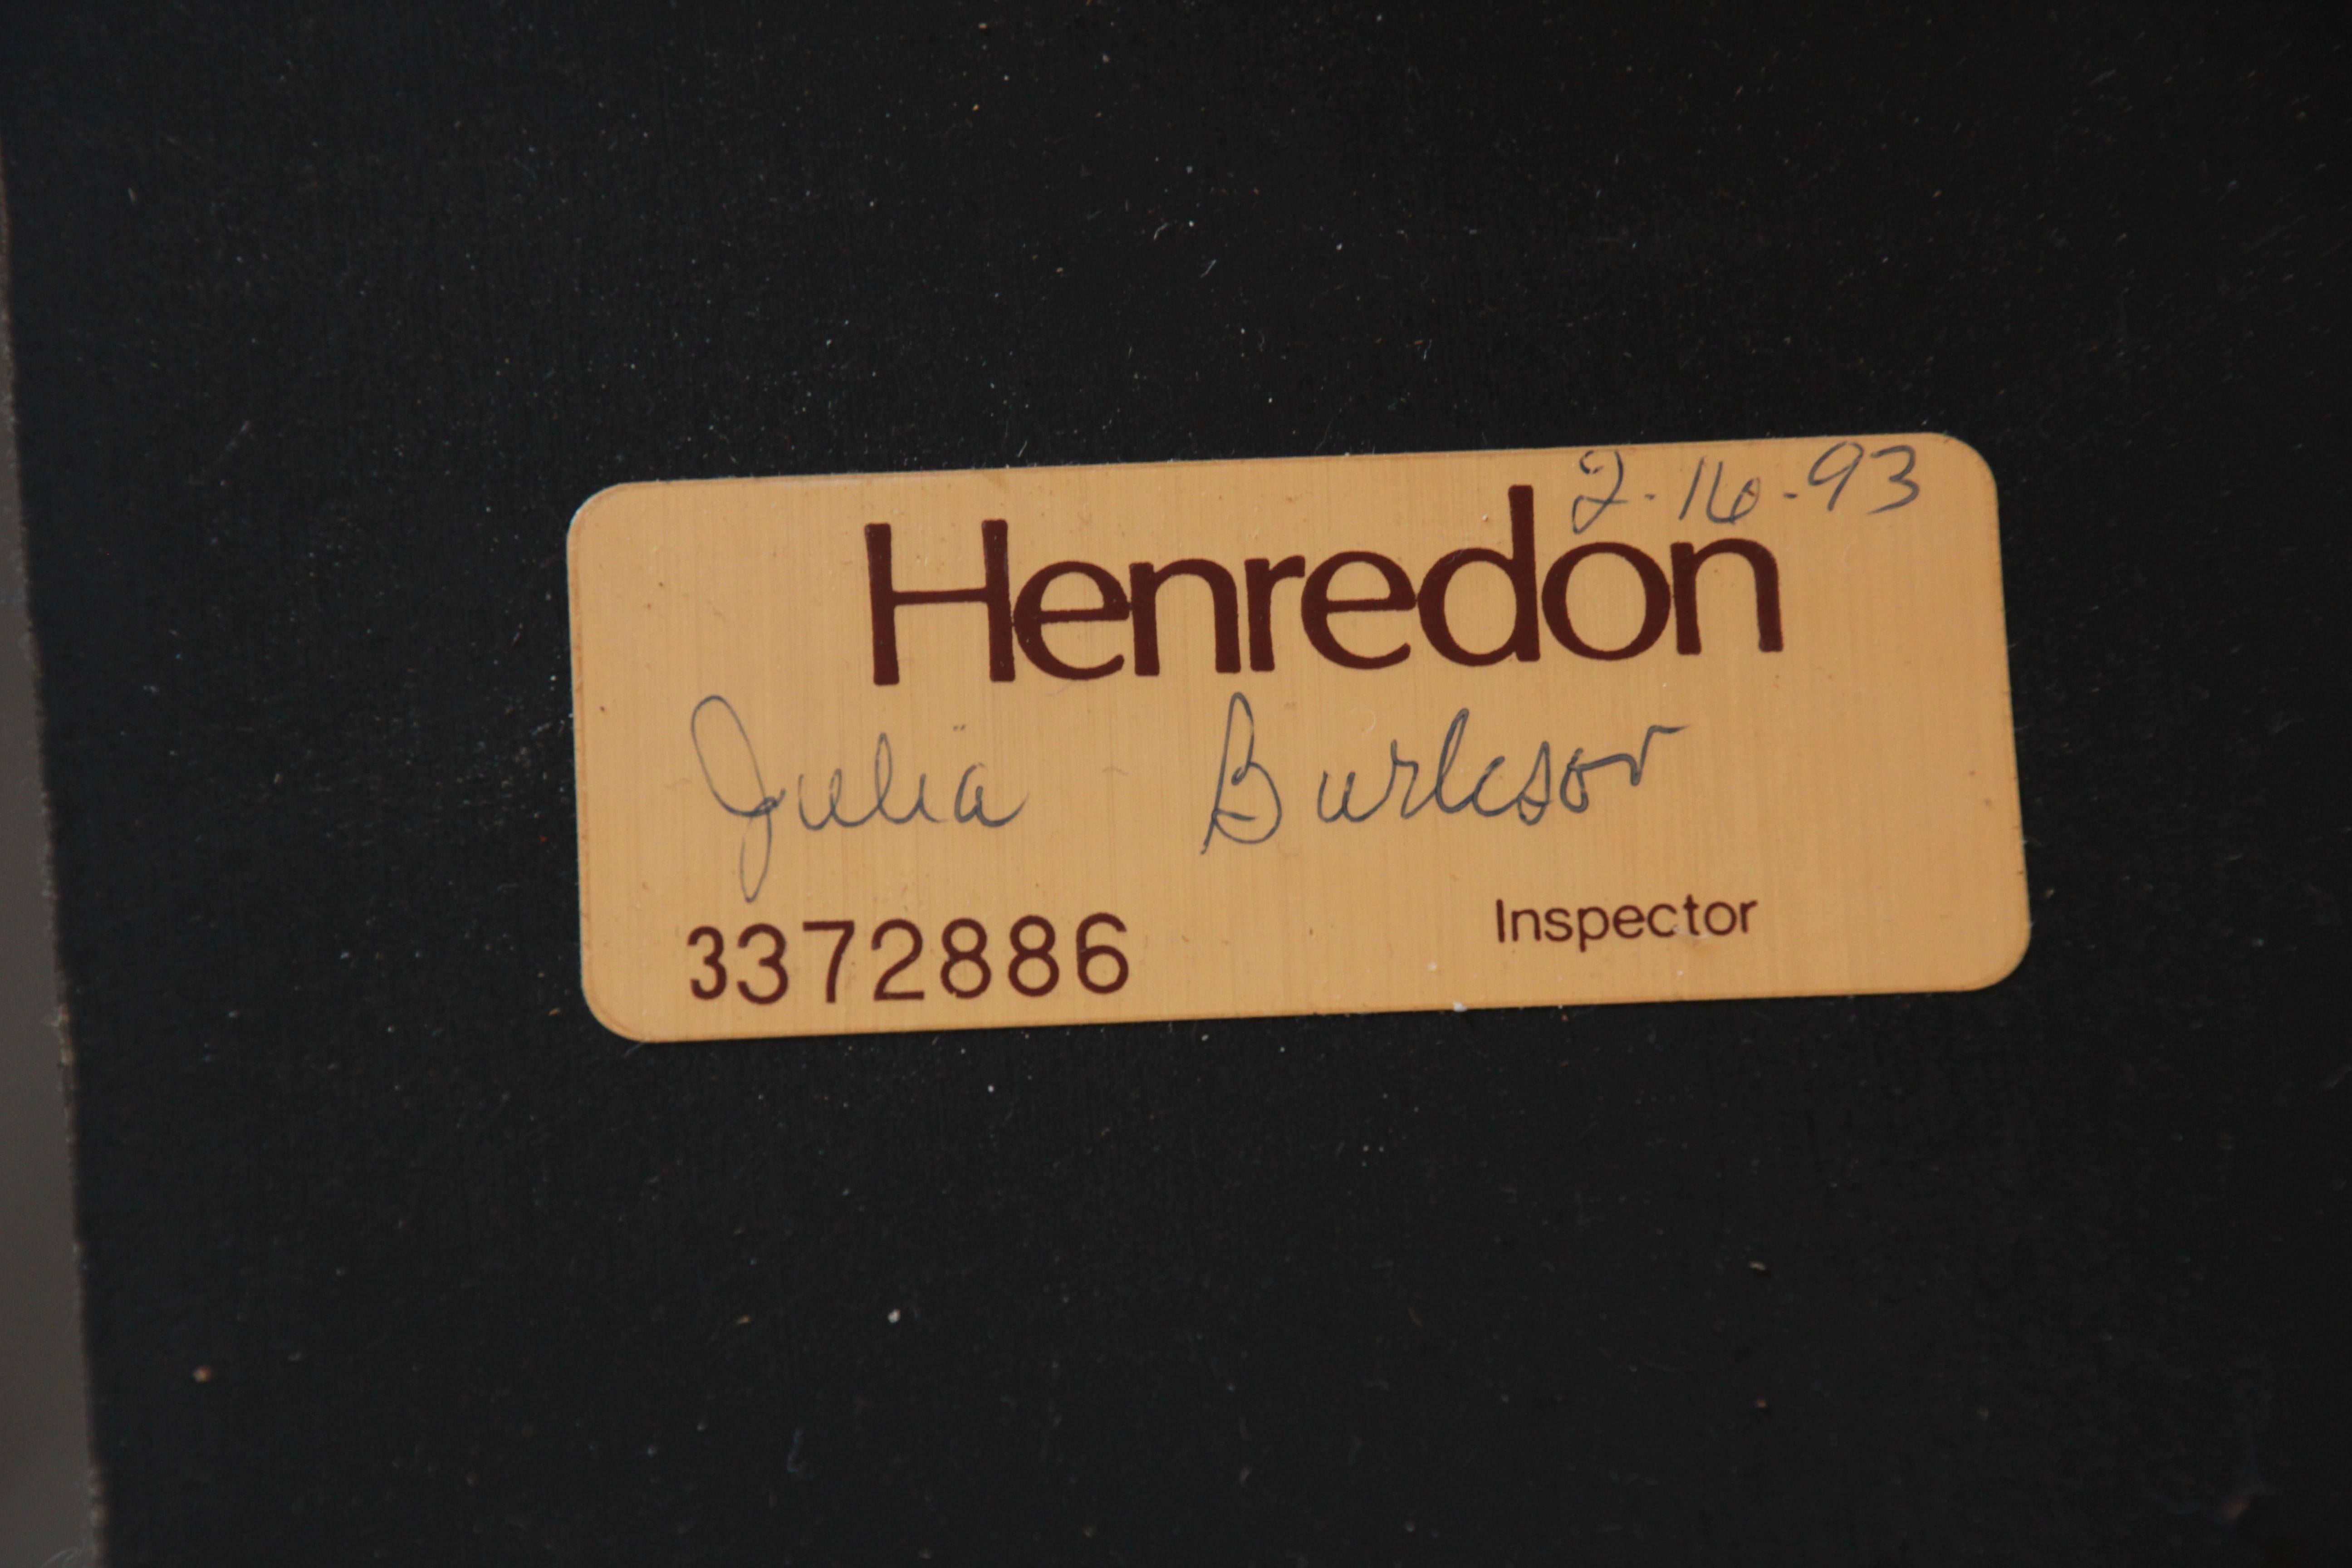 2-16-93
Henredon
Julia Burleson
3372886
Inspector